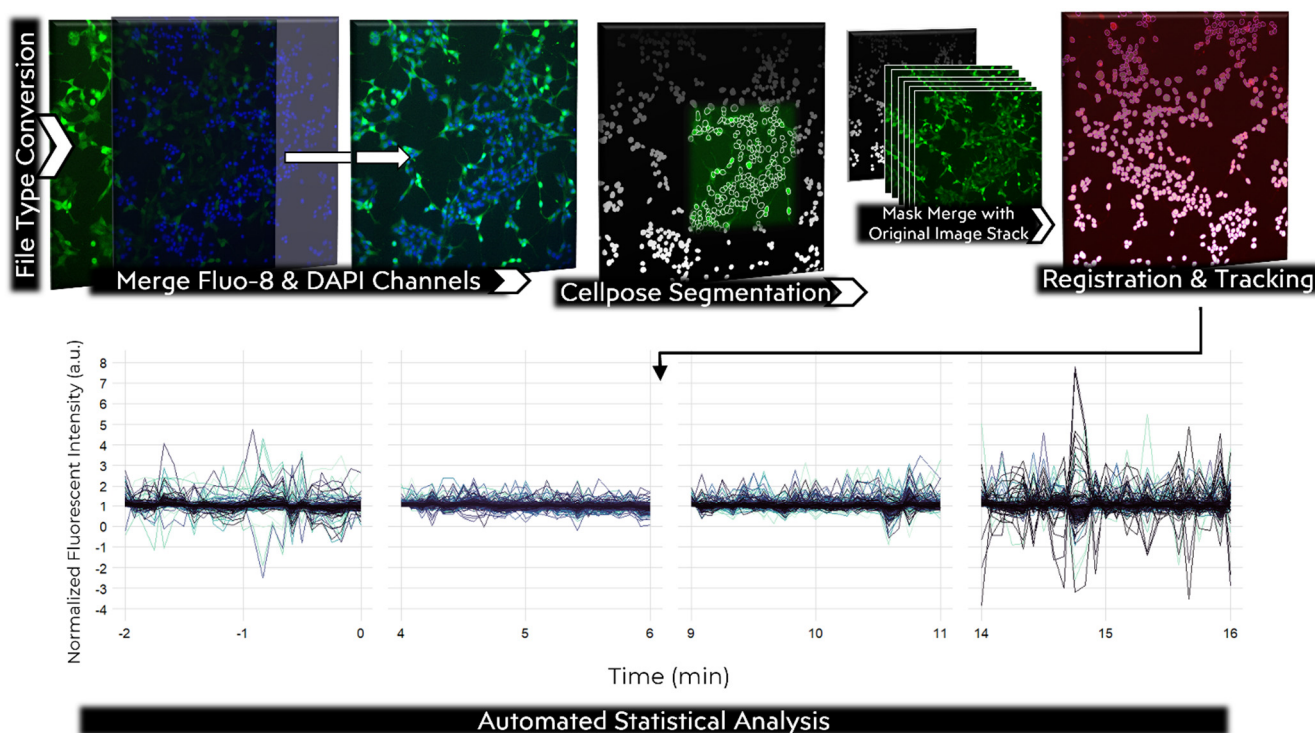 File Type Conversion
Merge Fluo-8 & DAPI Channels
Cellpose Segmentation
Mask Merge with
Original Image Stack
Registration & Tracking
Normalized Fluorescent Intensity (a.u.)
8
7
6
5
4
3
2
1
0
-1
-2
-3
-4
-2
-1
0
4
5
6
9
10
11
14
15
16
Time (min)
Automated Statistical Analysis